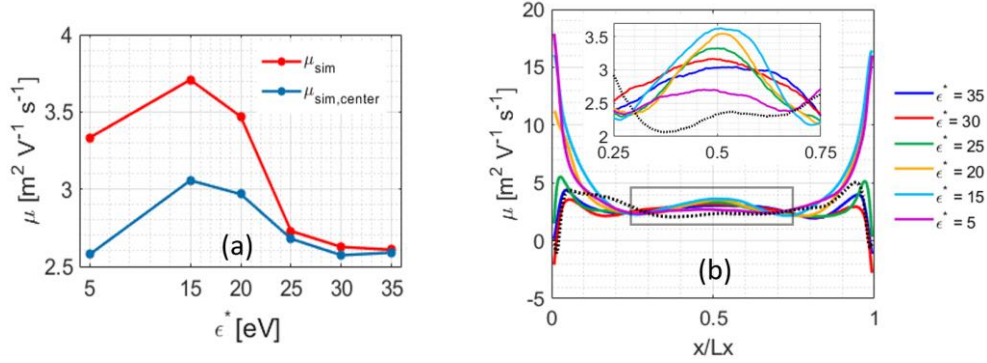 4
3.5
3
2.5
μ [m² V⁻¹ s⁻¹]
μsim
μsim,center
(a)
5 15 20 25 30 35
ϵ* [eV]
20
15
10
5
0
-5
μ [m² V⁻¹ s⁻¹]
3.5
3
2.5
2
0.25 0.5 0.75
(b)
0 0.5 1
x/Lx
ϵ* = 35
ϵ* = 30
ϵ* = 25
ϵ* = 20
ϵ* = 15
ϵ* = 5